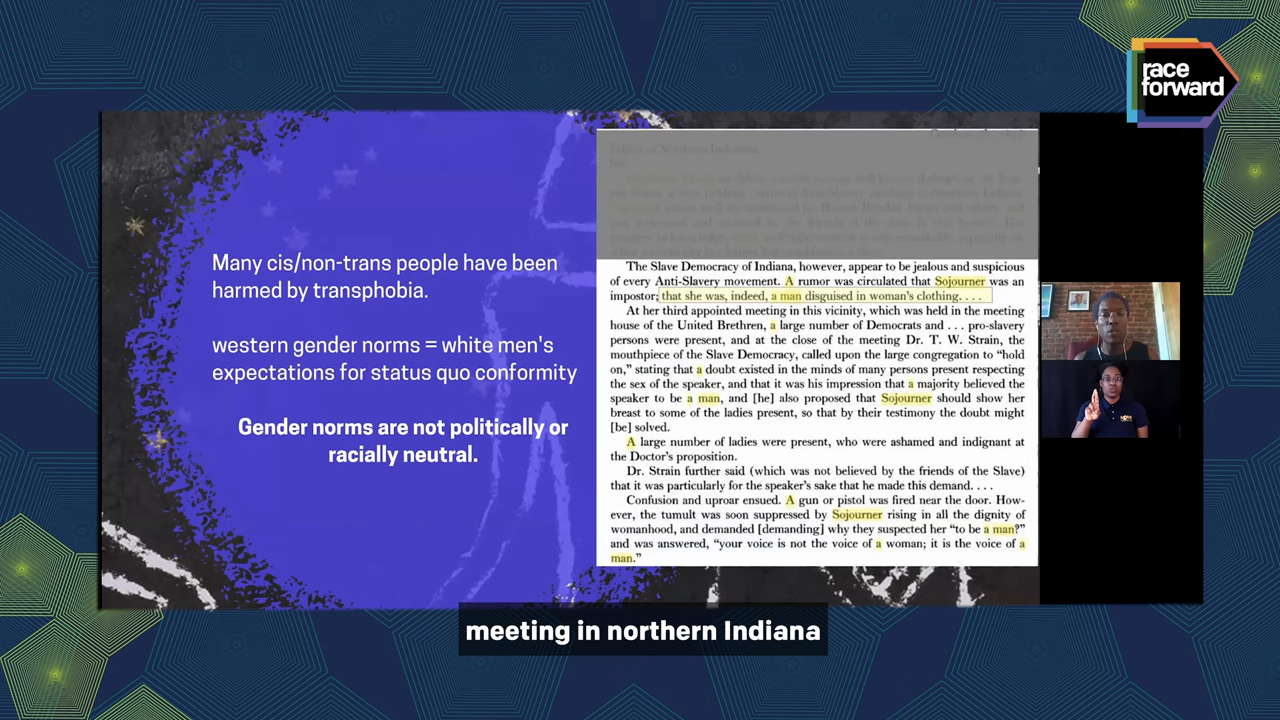 race
forward
Many cis/non-trans people have been
harmed by transphobia.
western gender norms = white men's
expectations for status quo conformity
Gender norms are not politically or
racially neutral.
The Slave Democracy of Indiana, however, appear to be jealous and suspicious
of every Anti-Slavery movement. A rumor was circulated that Sojourner was an
impostor; that she was, indeed, a man disguised in woman's clothing. . . .
At her third appointed meeting in this vicinity, which was held in the meeting
house of the United Brethren, a large number of Democrats and . . . pro-slavery
persons were present, and at the close of the meeting Dr. T. W. Strain, the
mouthpiece of the Slave Democracy, called upon the large congregation to “hold
on,” stating that a doubt existed in the minds of many persons present respecting
the sex of the speaker, and that it was his impression that a majority believed the
speaker to be a man, and [he] also proposed that Sojourner should show her
breast to some of the ladies present, so that by their testimony the doubt might
[be] solved.
A large number of ladies were present, who were ashamed and indignant at
the Doctor's proposition.
Dr. Strain further said (which was not believed by the friends of the Slave)
that it was particularly for the speaker's sake that he made this demand. . . .
Confusion and uproar ensued. A gun or pistol was fired near the door. How-
ever, the tumult was soon suppressed by Sojourner rising in all the dignity of
womanhood, and demanded [demanding] why they suspected her “to be a man?”
and was answered, “your voice is not the voice of a woman; it is the voice of a
man.”
meeting in northern Indiana